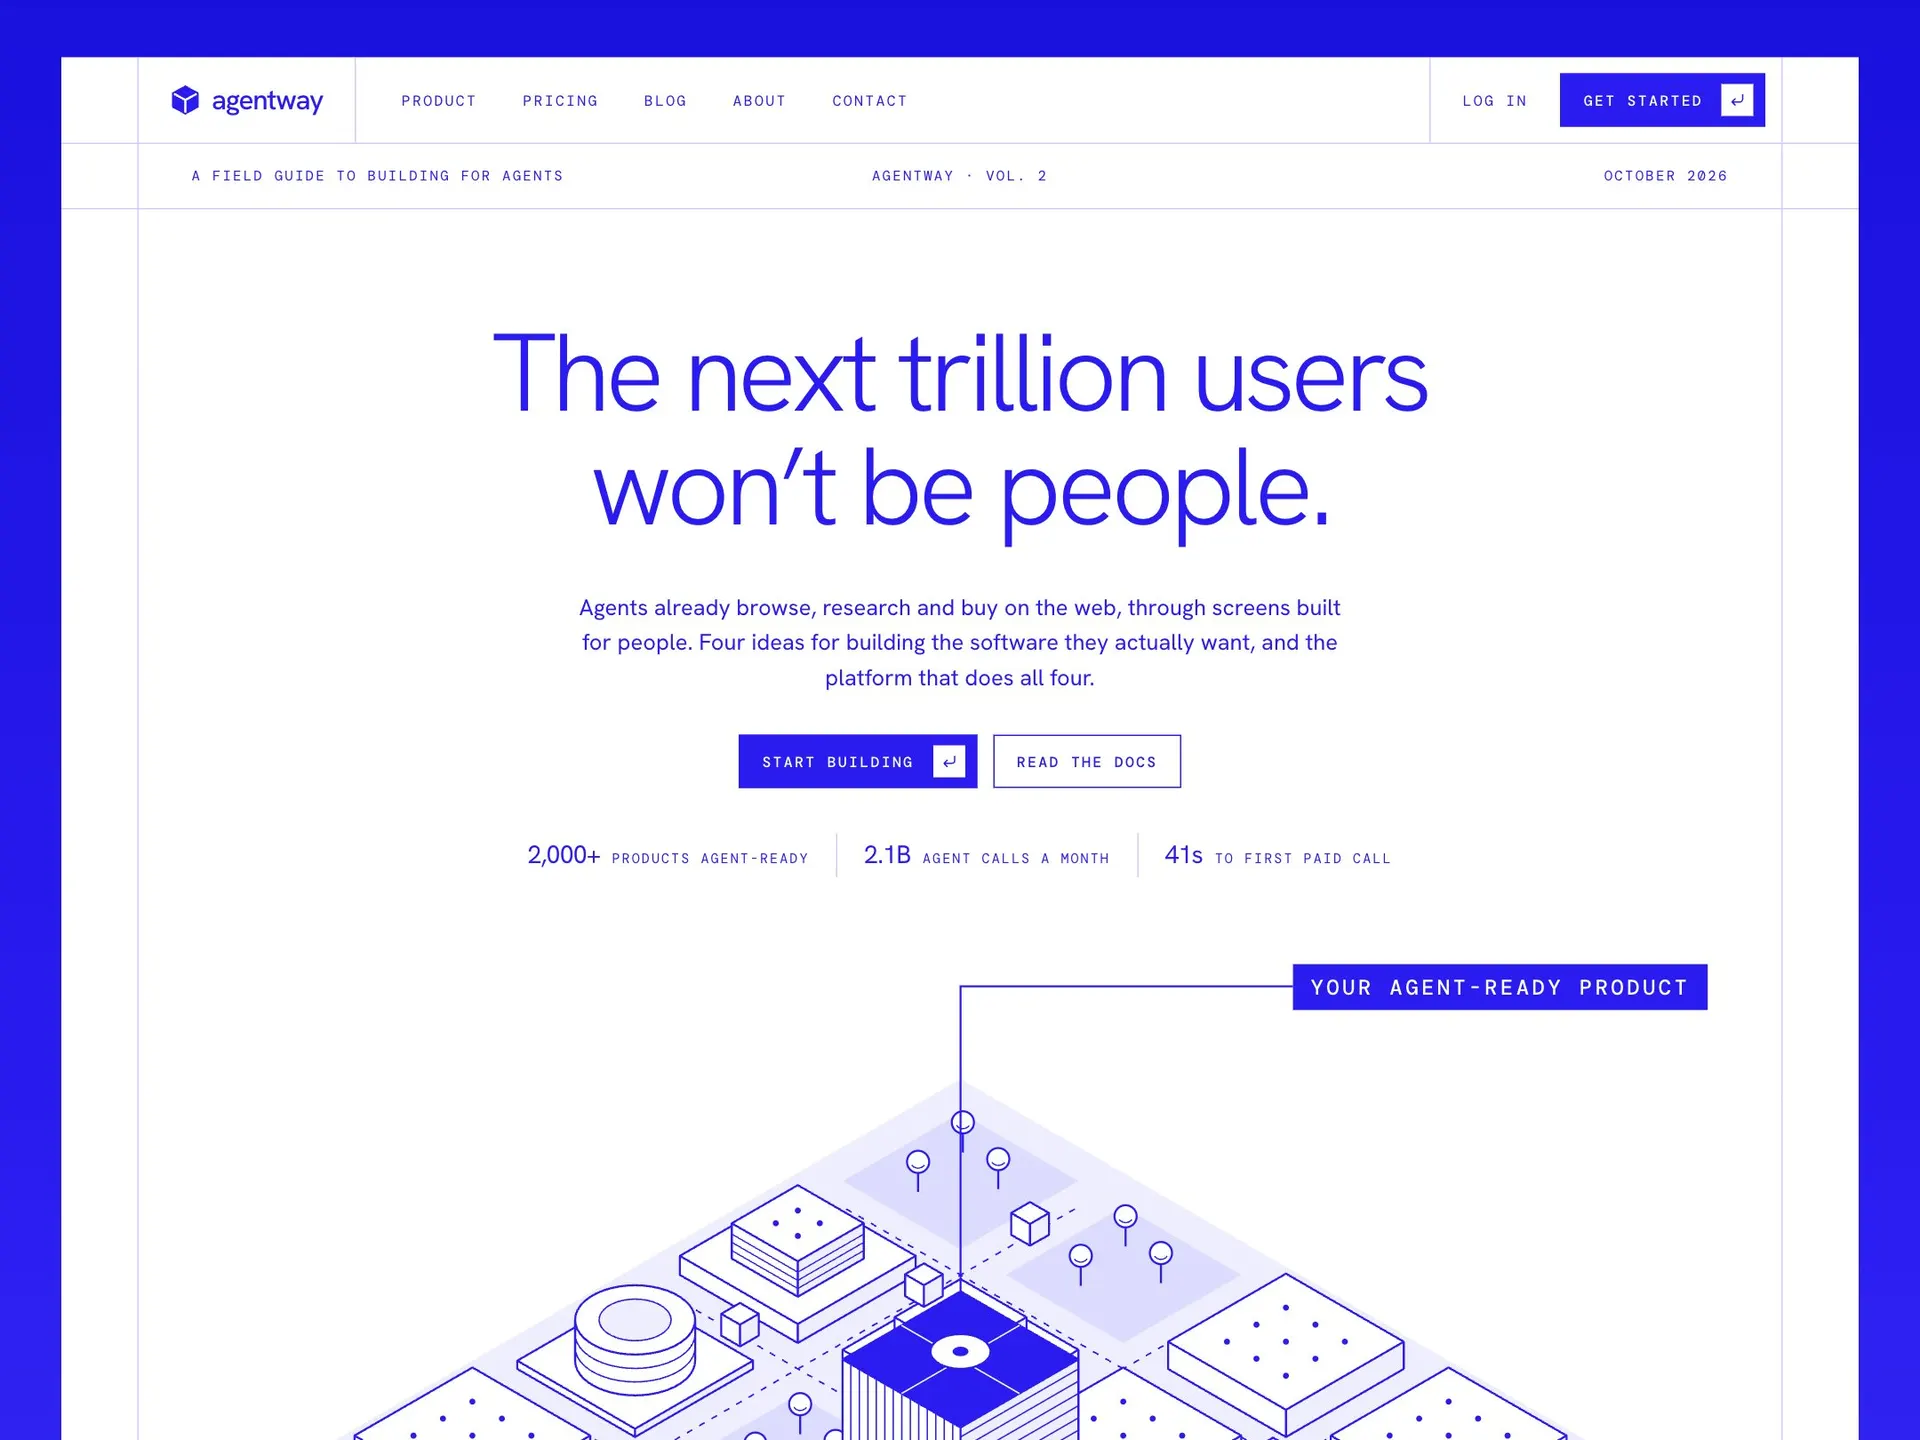 agentway
PRODUCT
PRICING
BLOG
ABOUT
CONTACT
LOG IN
GET STARTED
A FIELD GUIDE TO BUILDING FOR AGENTS
AGENTWAY · VOL. 2
OCTOBER 2026
The next trillion users
won’t be people.
Agents already browse, research and buy on the web, through screens built
for people. Four ideas for building the software they actually want, and the
platform that does all four.
START BUILDING
READ THE DOCS
2,000+ PRODUCTS AGENT-READY
2.1B AGENT CALLS A MONTH
41s TO FIRST PAID CALL
YOUR AGENT-READY PRODUCT